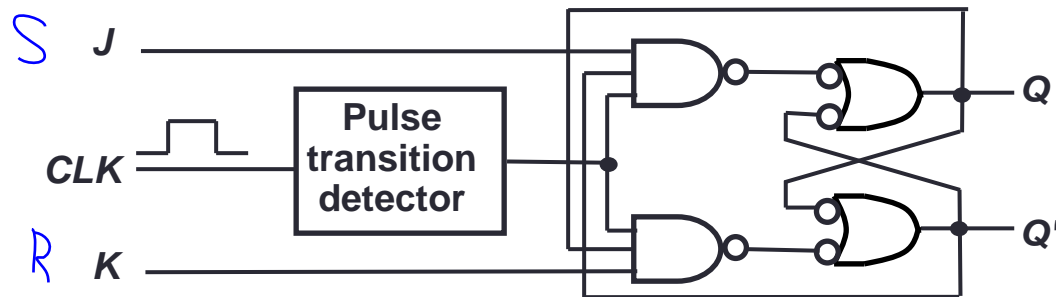 S J
Q
Pulse
transition
detector
CLK
Q'
R K